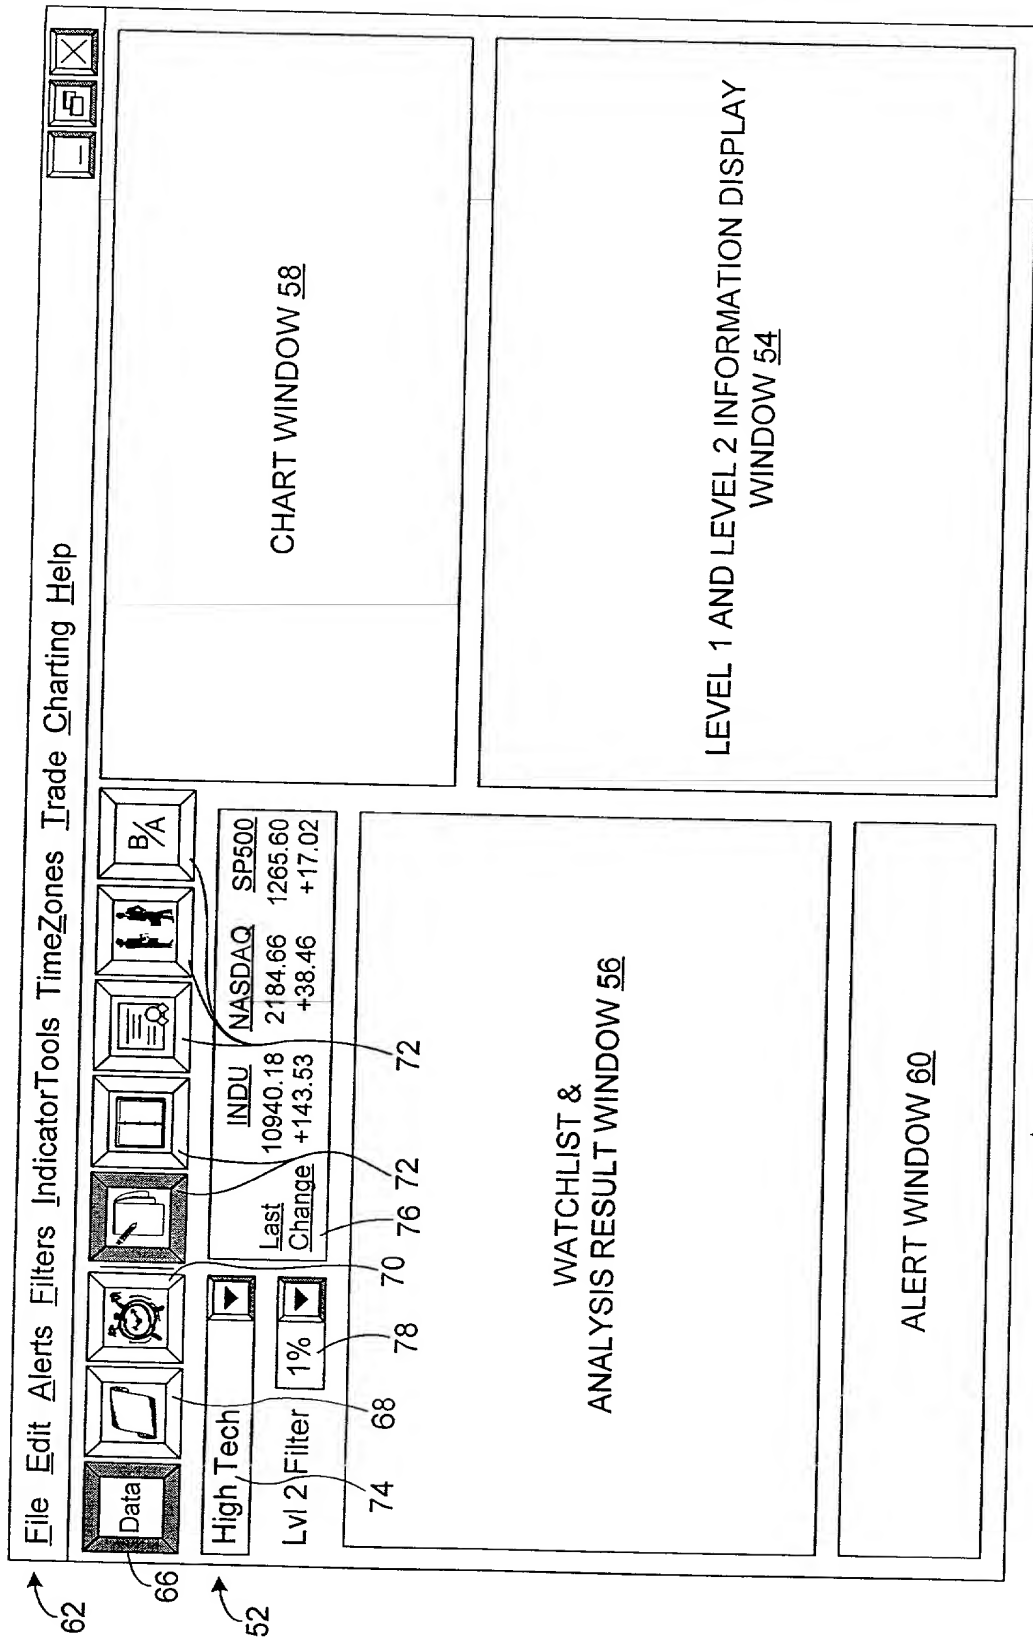 File Edit Alerts Filters IndicatorTools TimeZones Trade Charting Help
62
Data
B/A
66
68
70
72
72
52
High Tech
74
Lvl 2 Filter 1%
78
INDU NASDAQ SP500
Last 10940.18 2184.66 1265.60
Change +143.53 +38.46 +17.02
76
CHART WINDOW 58
WATCHLIST &
ANALYSIS RESULT WINDOW 56
LEVEL 1 AND LEVEL 2 INFORMATION DISPLAY
WINDOW 54
ALERT WINDOW 60